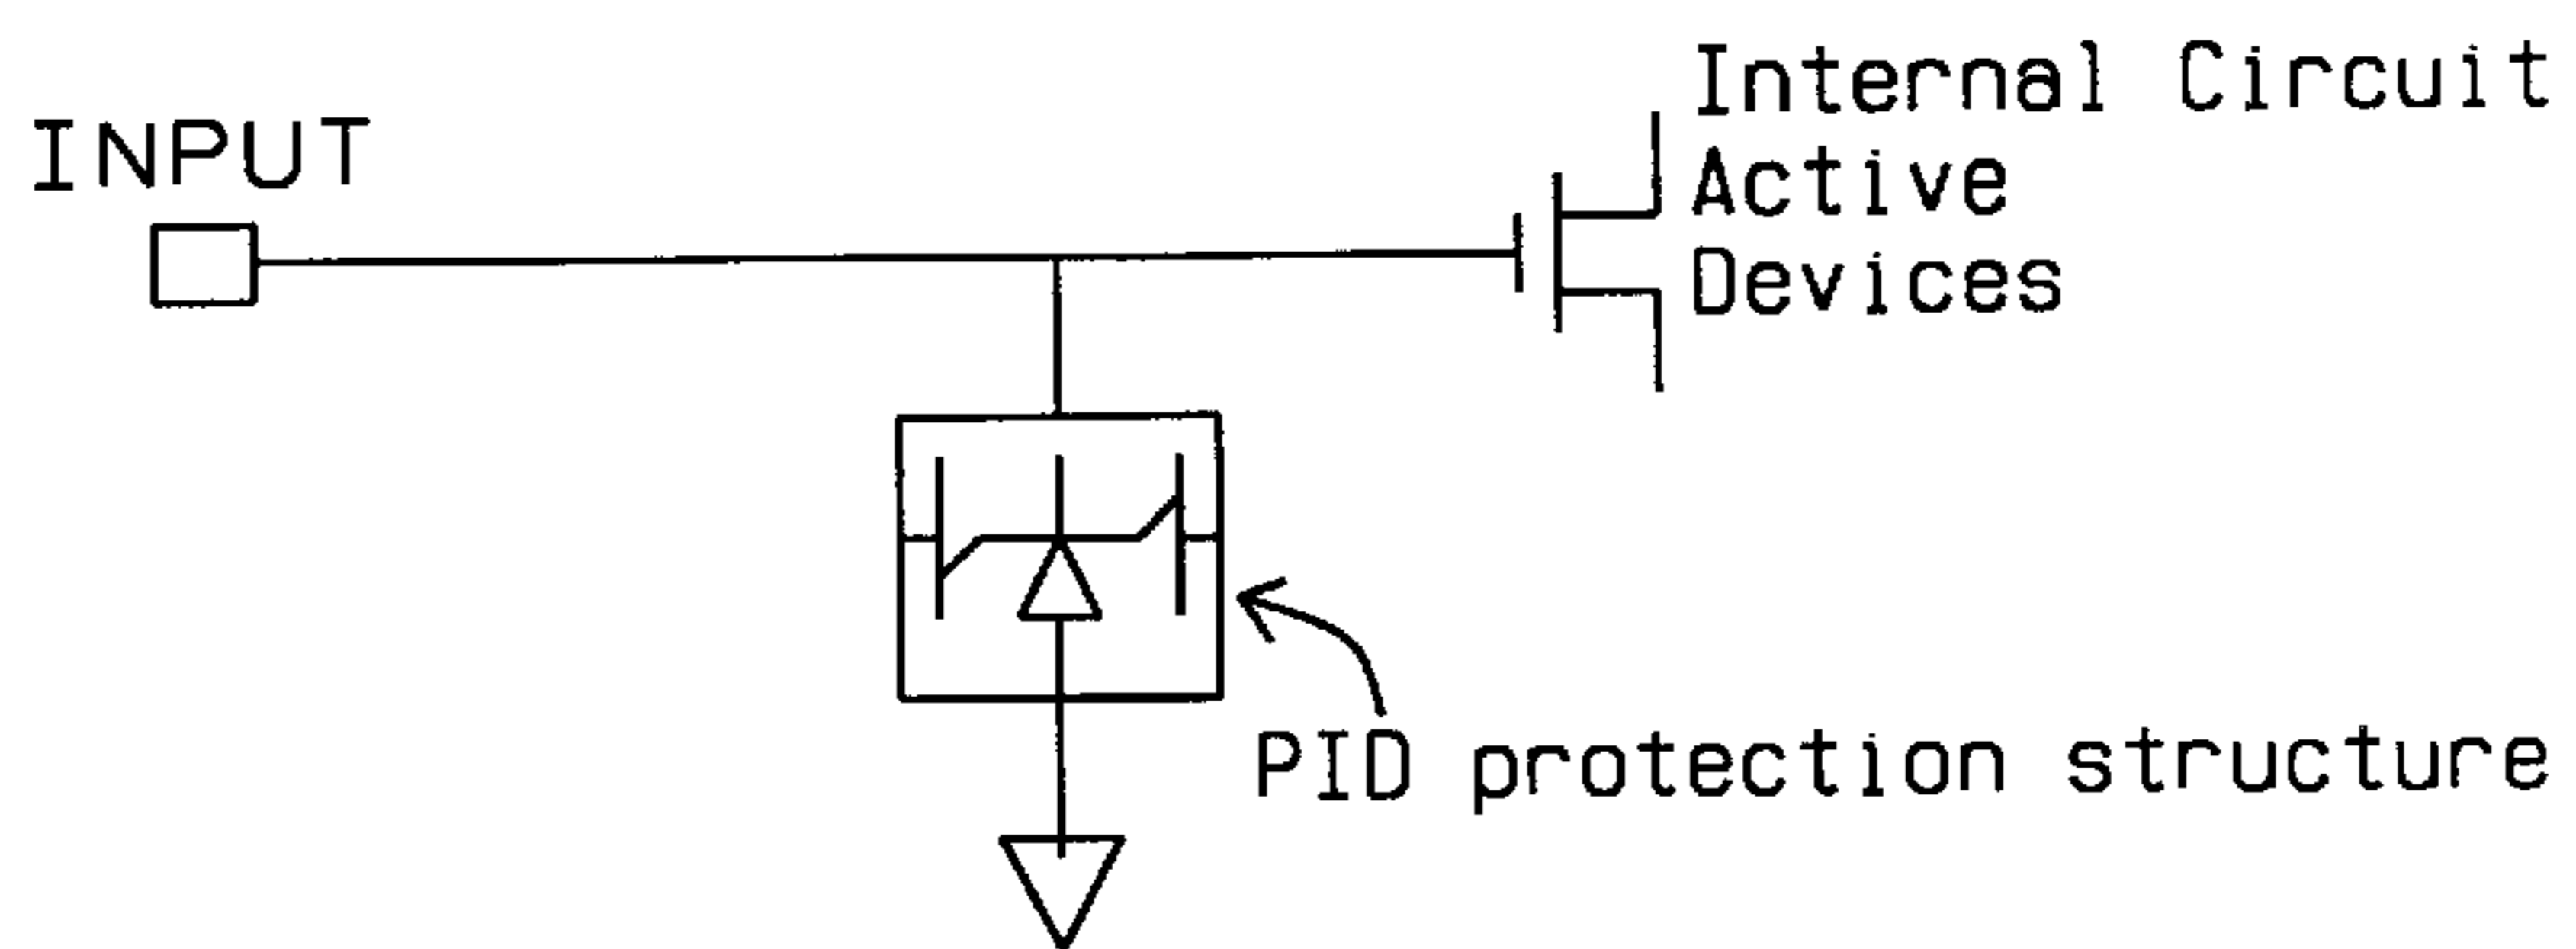 INPUT
Internal Circuit
Active
Devices
PID protection structure